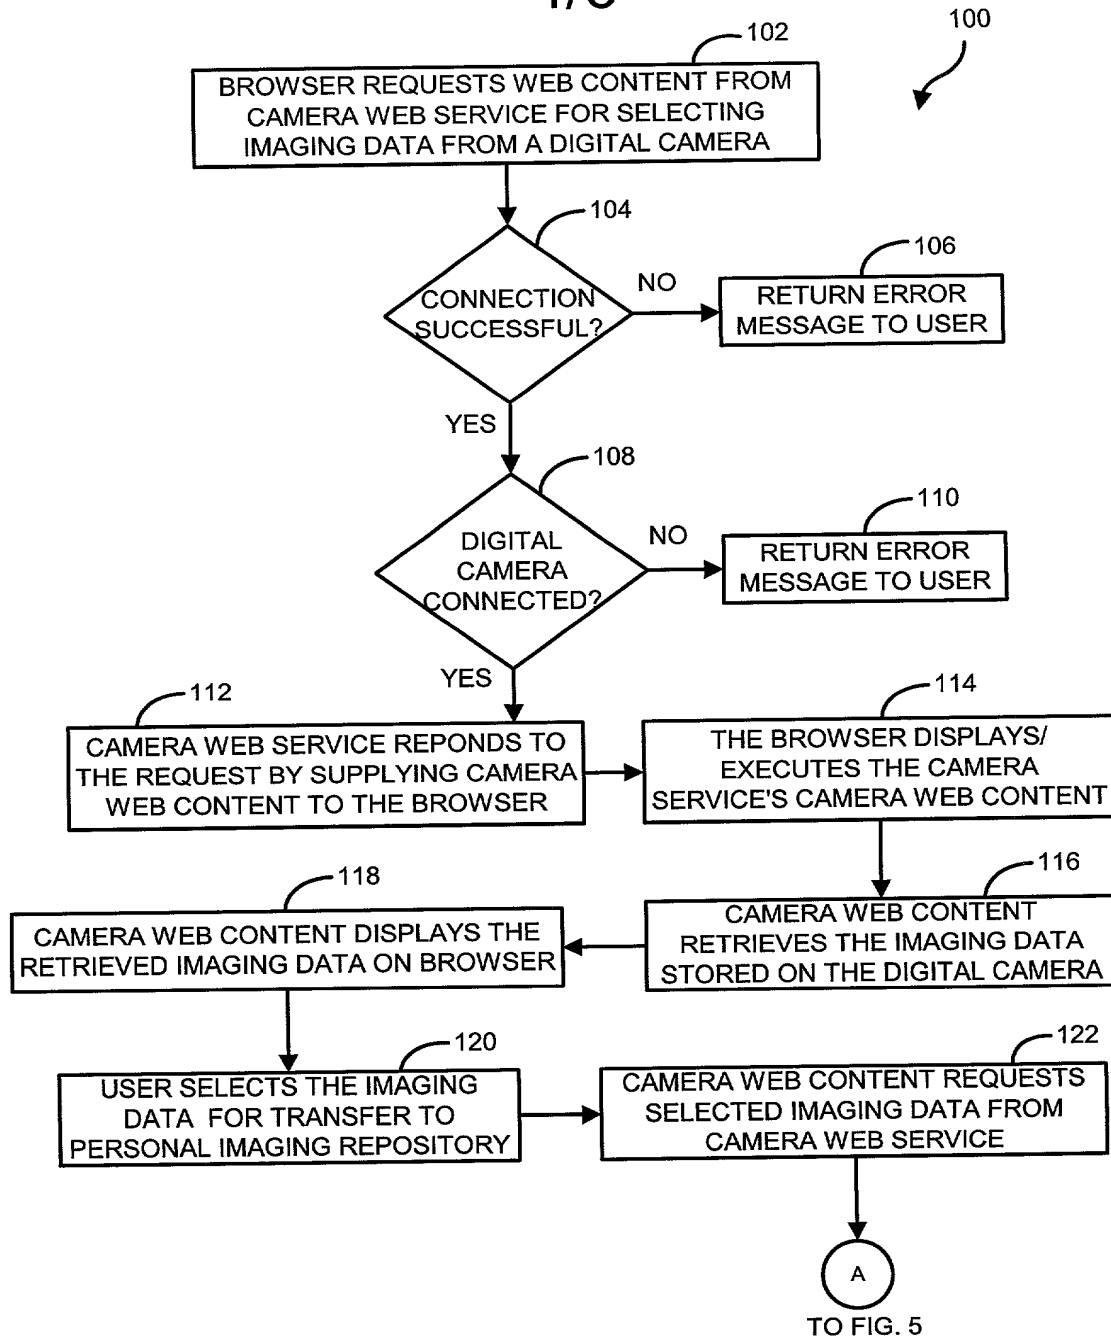 100
102
BROWSER REQUESTS WEB CONTENT FROM
CAMERA WEB SERVICE FOR SELECTING
IMAGING DATA FROM A DIGITAL CAMERA
104
CONNECTION
SUCCESSFUL?
NO
106
RETURN ERROR
MESSAGE TO USER
YES
108
DIGITAL
CAMERA
CONNECTED?
NO
110
RETURN ERROR
MESSAGE TO USER
YES
112
CAMERA WEB SERVICE REPONDS TO
THE REQUEST BY SUPPLYING CAMERA
WEB CONTENT TO THE BROWSER
114
THE BROWSER DISPLAYS/
EXECUTES THE CAMERA
SERVICE'S CAMERA WEB CONTENT
116
CAMERA WEB CONTENT
RETRIEVES THE IMAGING DATA
STORED ON THE DIGITAL CAMERA
118
CAMERA WEB CONTENT DISPLAYS THE
RETRIEVED IMAGING DATA ON BROWSER
120
USER SELECTS THE IMAGING
DATA FOR TRANSFER TO
PERSONAL IMAGING REPOSITORY
122
CAMERA WEB CONTENT REQUESTS
SELECTED IMAGING DATA FROM
CAMERA WEB SERVICE
A
TO FIG. 5